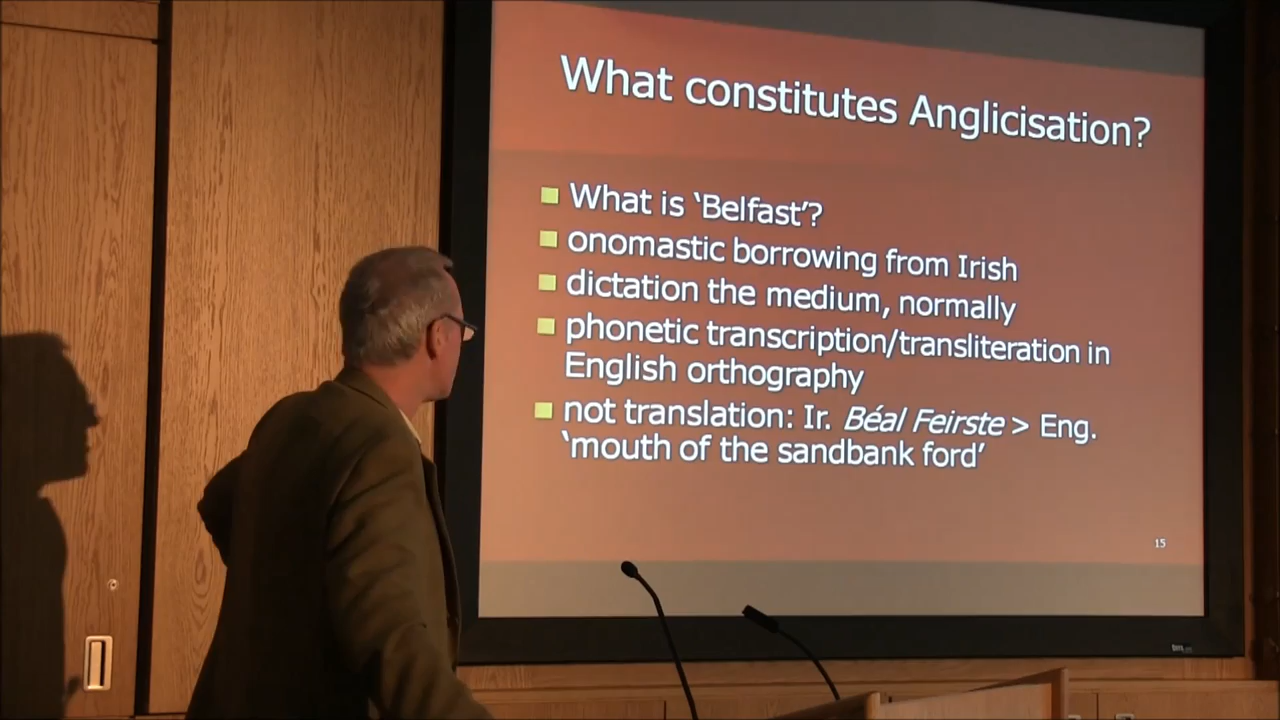 What constitutes Anglicisation?
What is ‘Belfast’?
onomastic borrowing from Irish
dictation the medium, normally
phonetic transcription/transliteration in
English orthography
not translation: Ir. Béal Feirste > Eng.
‘mouth of the sandbank ford’
15